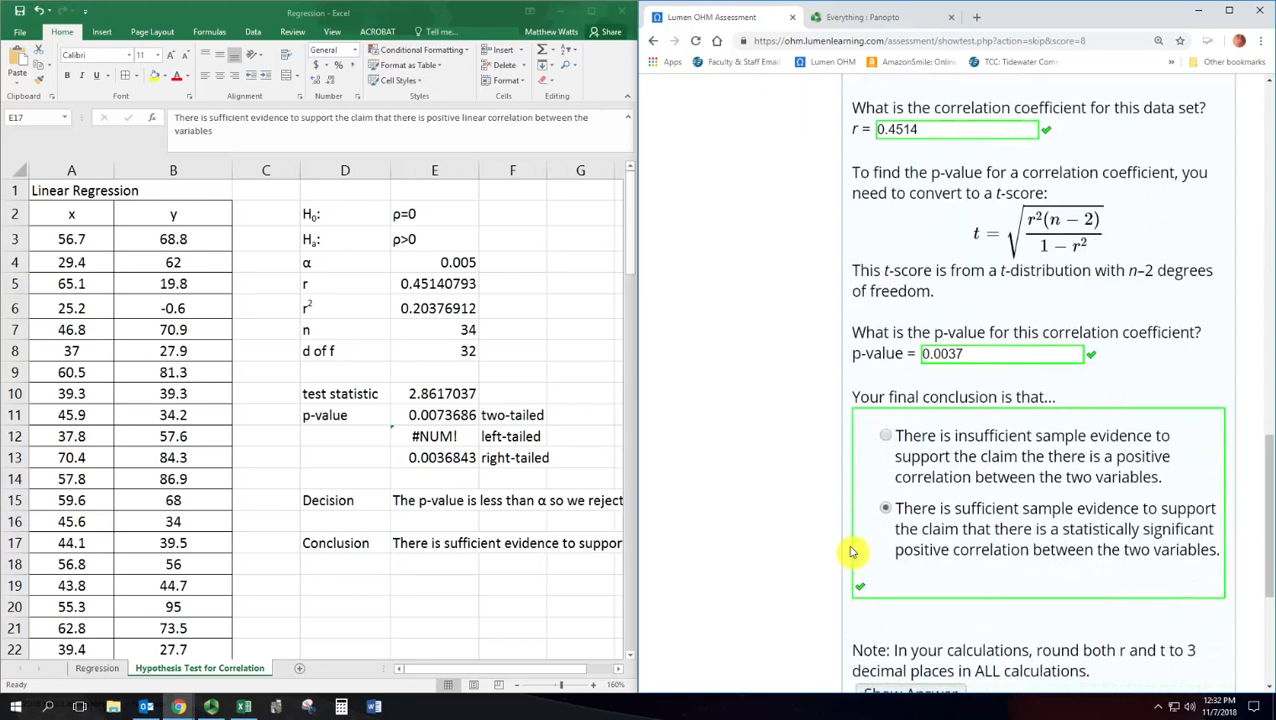 Regression - Excel
File Home Insert Page Layout Formulas Data Review View ACROBAT Tell me... Matthew Watts Share
Calibri 11 General Conditional Formatting Insert
Paste Format as Table Delete
B I U Cell Styles Format
Clipboard Font Alignment Number Styles Cells Editing
E17 There is sufficient evidence to support the claim that there is positive linear correlation between the
variables
A B C D E F G
1 Linear Regression
2 x y H0: ρ=0
3 56.7 68.8 Ha: ρ>0
4 29.4 62 α 0.005
5 65.1 19.8 r 0.45140793
6 25.2 -0.6 r2 0.20376912
7 46.8 70.9 n 34
8 37 27.9 d of f 32
9 60.5 81.3
10 39.3 39.3 test statistic 2.8617037
11 45.9 34.2 p-value 0.0073686 two-tailed
12 37.8 57.6 #NUM! left-tailed
13 70.4 84.3 0.0036843 right-tailed
14 57.8 86.9
15 59.6 68 Decision The p-value is less than α so we reject
16 45.6 34
17 44.1 39.5 Conclusion There is sufficient evidence to suppor
18 56.8 56
19 43.8 44.7
20 55.3 95
21 62.8 73.5
22 39.4 27.7
Regression Hypothesis Test for Correlation
Ready 160%
Lumen OHM Assessment Everything : Panopto
https://ohm.lumenlearning.com/assessment/showtest.php?action=skip&score=8
Apps Faculty & Staff Email Lumen OHM AmazonSmile: Onlin TCC: Tidewater Com » Other bookmarks
What is the correlation coefficient for this data set?
r = 0.4514
To find the p-value for a correlation coefficient, you
need to convert to a t-score:
t = √(r²(n − 2) / 1 − r²)
This t-score is from a t-distribution with n–2 degrees
of freedom.
What is the p-value for this correlation coefficient?
p-value = 0.0037
Your final conclusion is that...
There is insufficient sample evidence to
support the claim the there is a positive
correlation between the two variables.
There is sufficient sample evidence to support
the claim that there is a statistically significant
positive correlation between the two variables.
Note: In your calculations, round both r and t to 3
decimal places in ALL calculations.
Show Answer
12:32 PM
11/7/2018